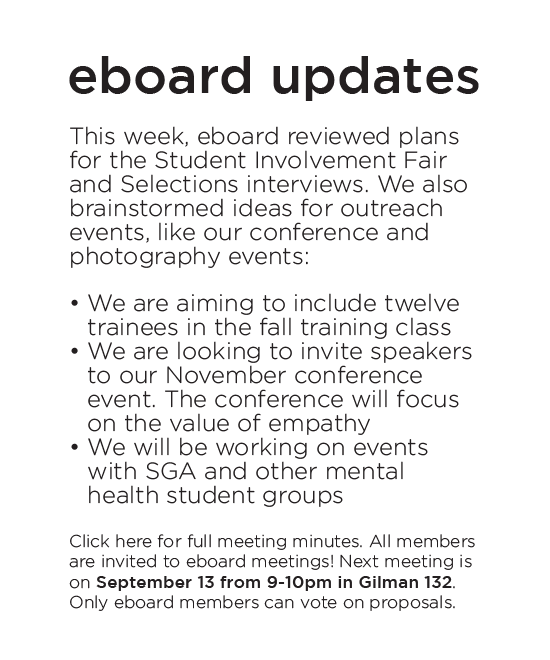 eboard updates
This week, eboard reviewed plans
for the Student Involvement Fair
and Selections interviews. We also
brainstormed ideas for outreach
events, like our conference and
photography events:
• We are aiming to include twelve
trainees in the fall training class
• We are looking to invite speakers
to our November conference
event. The conference will focus
on the value of empathy
• We will be working on events
with SGA and other mental
health student groups
Click here for full meeting minutes. All members
are invited to eboard meetings! Next meeting is
on September 13 from 9-10pm in Gilman 132.
Only eboard members can vote on proposals.